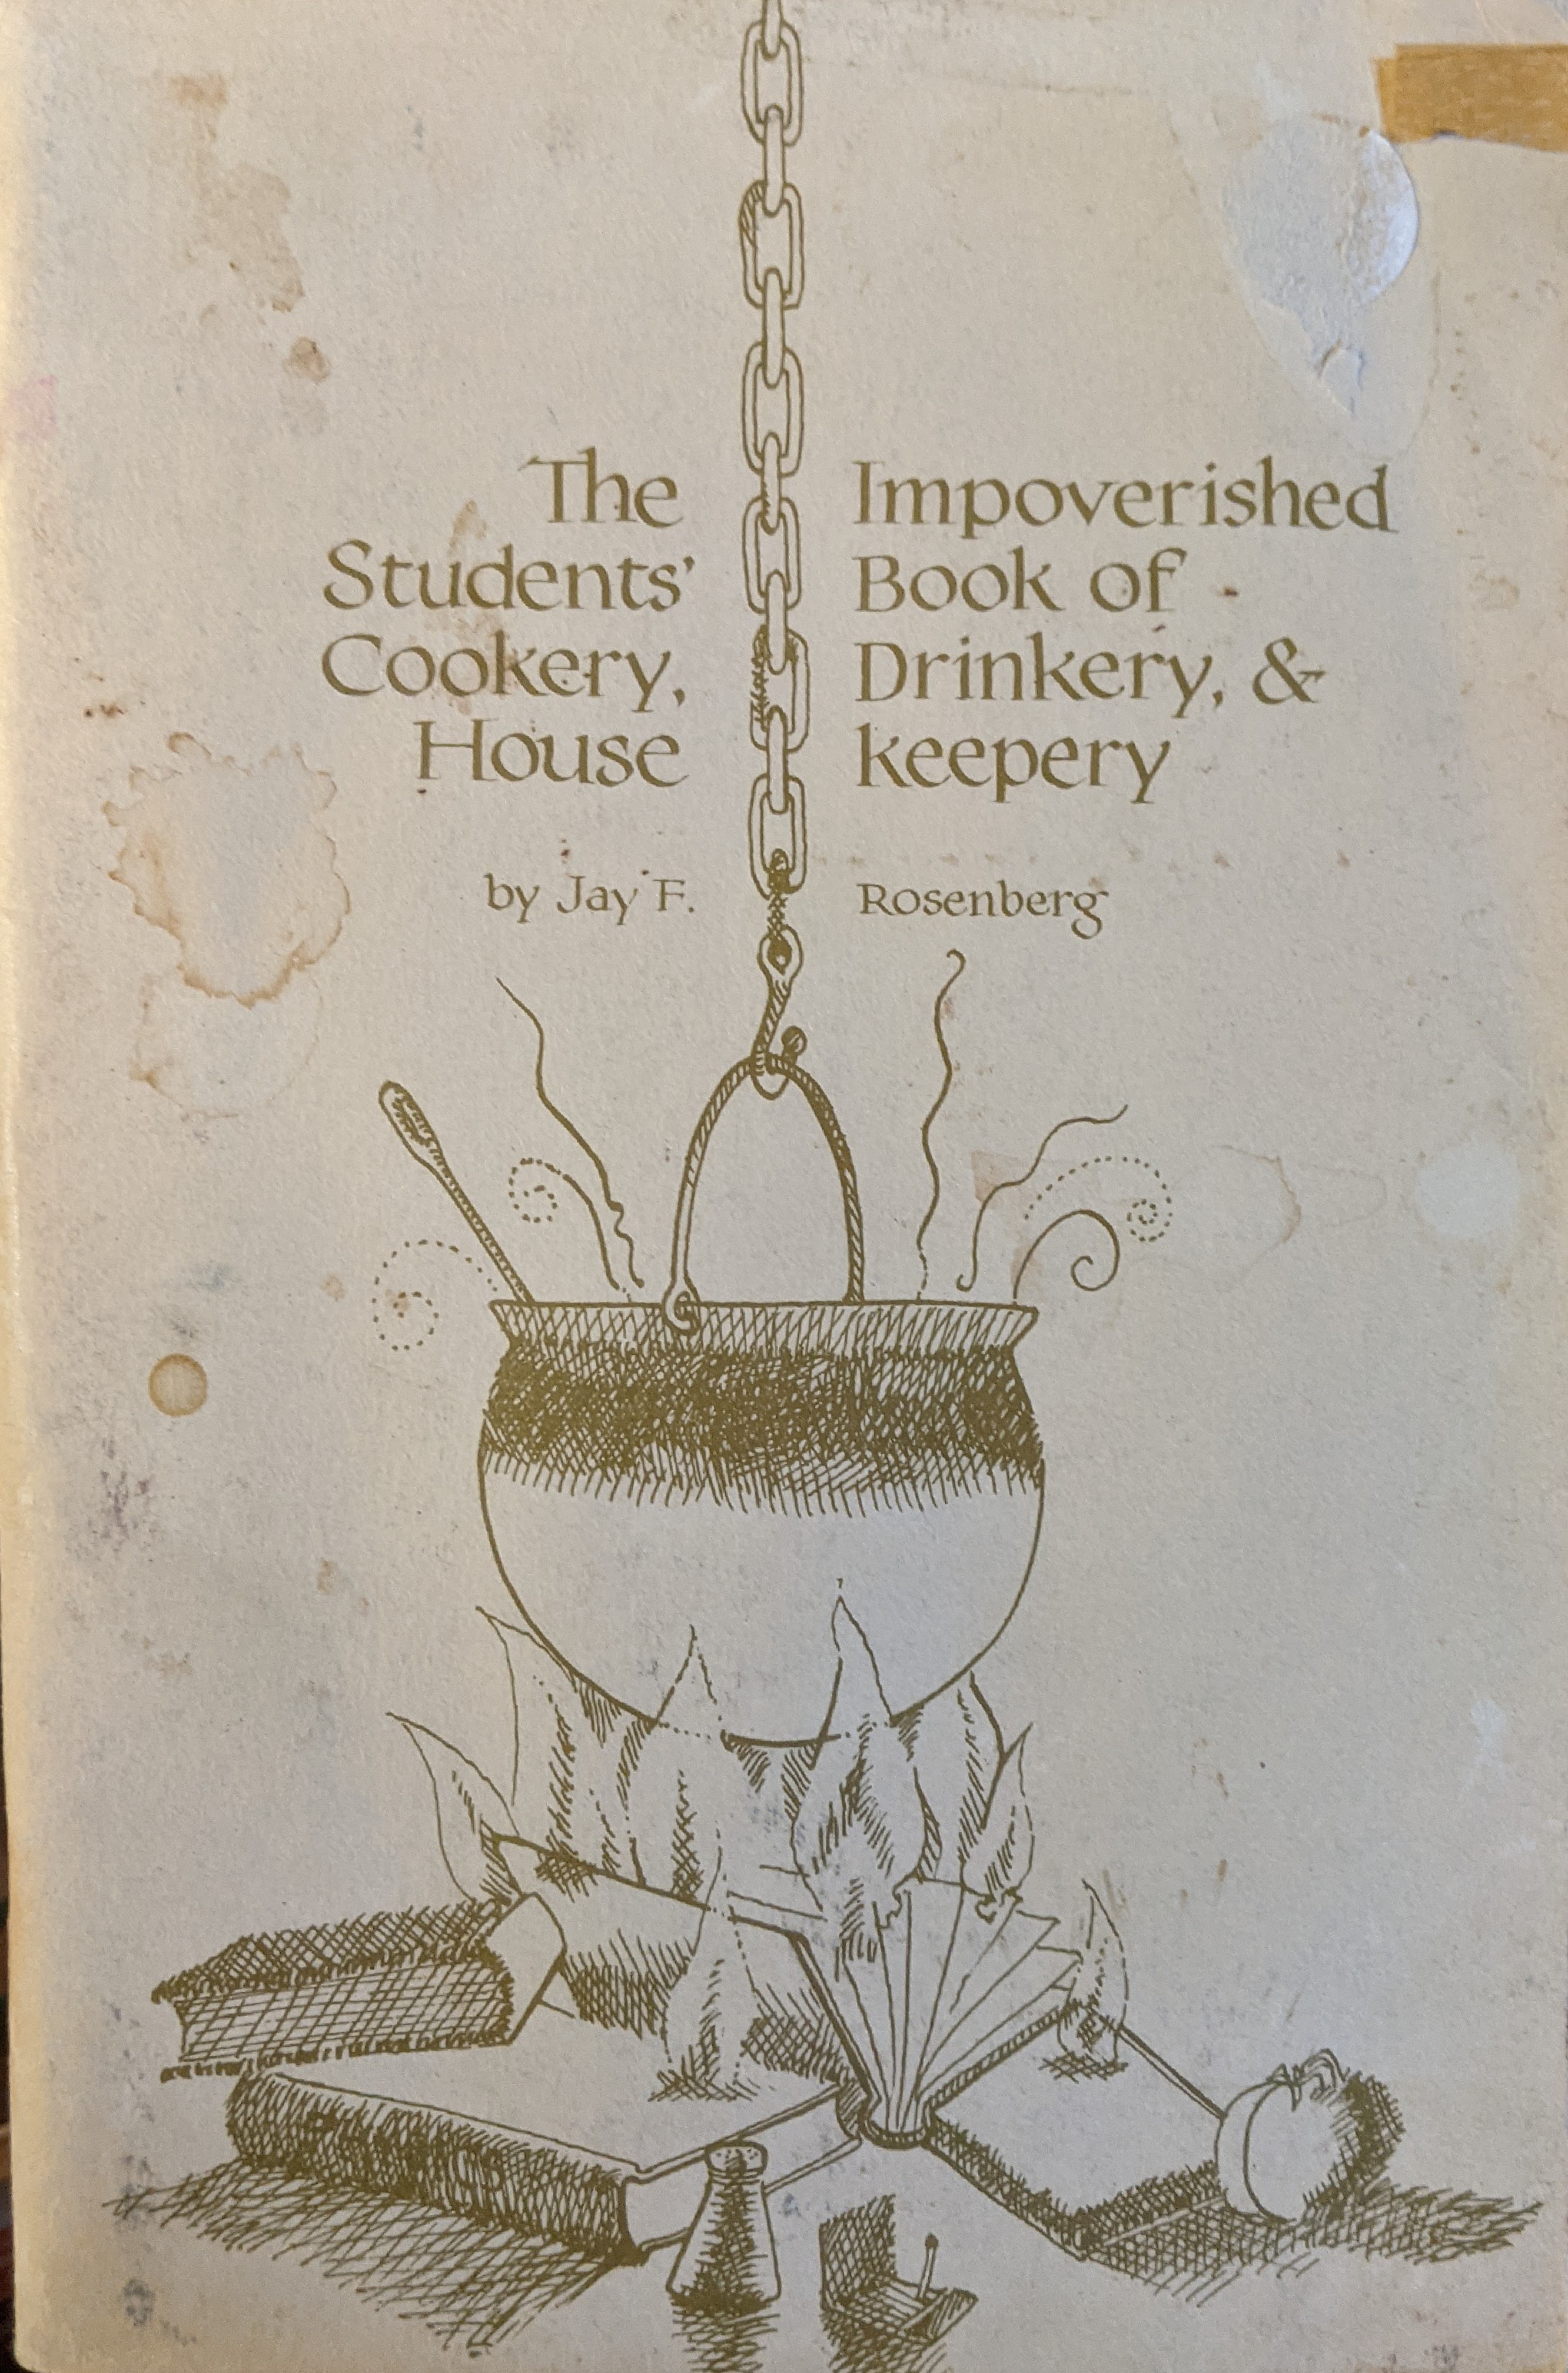 The Impoverished
Students' Book of
Cookery, Drinkery, &
House keepery
by Jay F. Rosenberg